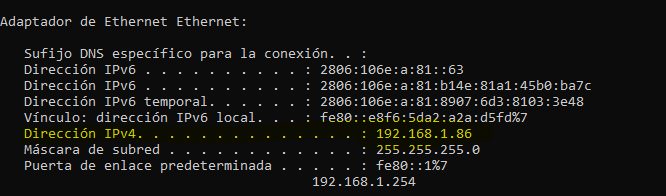 Adaptador de Ethernet Ethernet:
Sufijo DNS específico para la conexión. . :
Dirección IPv6 . . . . . . . . . . : 2806:106e:a:81::63
Dirección IPv6 . . . . . . . . . . : 2806:106e:a:81:b14e:81a1:45b0:ba7c
Dirección IPv6 temporal. . . . . . : 2806:106e:a:81:8907:6d3:8103:3e48
Vínculo: dirección IPv6 local. . . : fe80::e8f6:5da2:a2a:d5fd%7
Dirección IPv4. . . . . . . . . . . . . . : 192.168.1.86
Máscara de subred . . . . . . . . . . . . : 255.255.255.0
Puerta de enlace predeterminada . . . . . : fe80::1%7
192.168.1.254